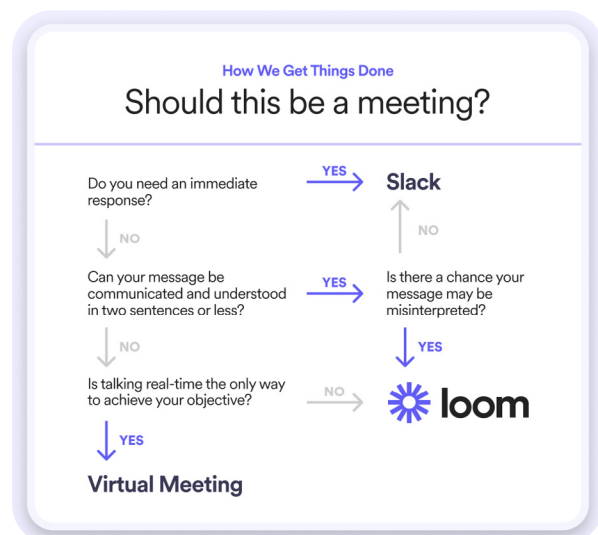 How We Get Things Done
Should this be a meeting?
Do you need an immediate
response?
YES
Slack
NO
NO
Can your message be
communicated and understood
in two sentences or less?
YES
Is there a chance your
message may be
misinterpreted?
NO
YES
Is talking real-time the only way
to achieve your objective?
NO
loom
YES
Virtual Meeting